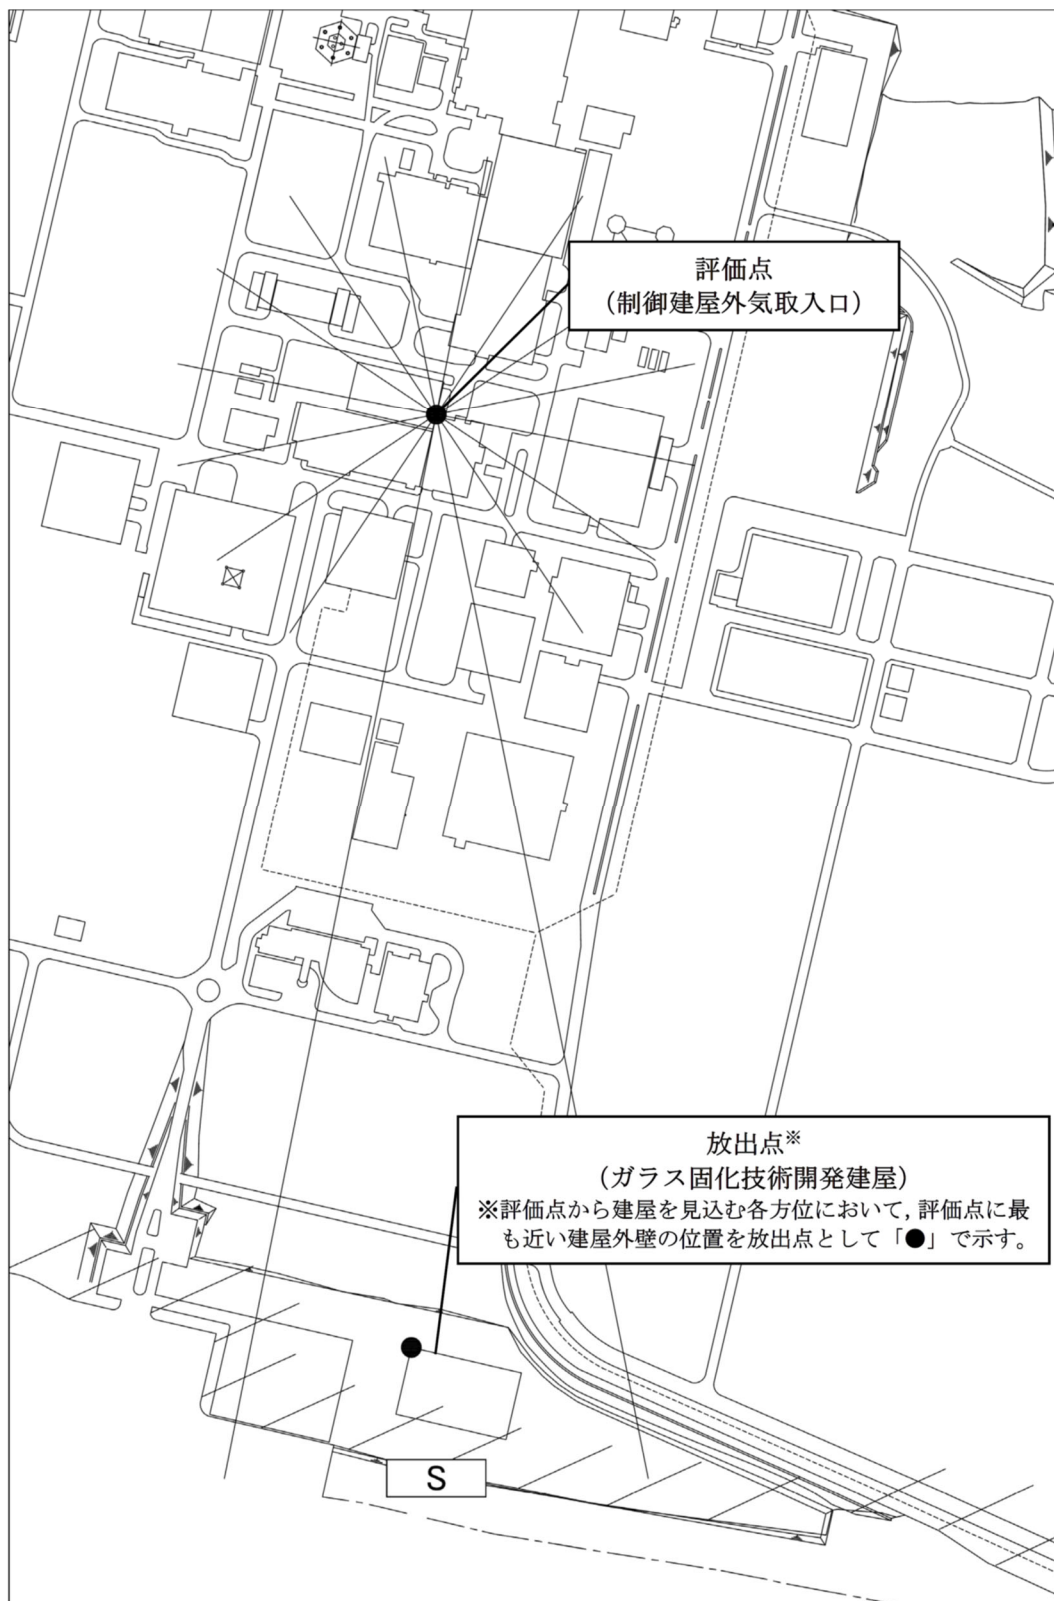 評価点
（制御建屋外気取入口）
放出点※
（ガラス固化技術開発建屋）
※評価点から建屋を見込む各方位において，評価点に最
も近い建屋外壁の位置を放出点として「●」で示す。
S